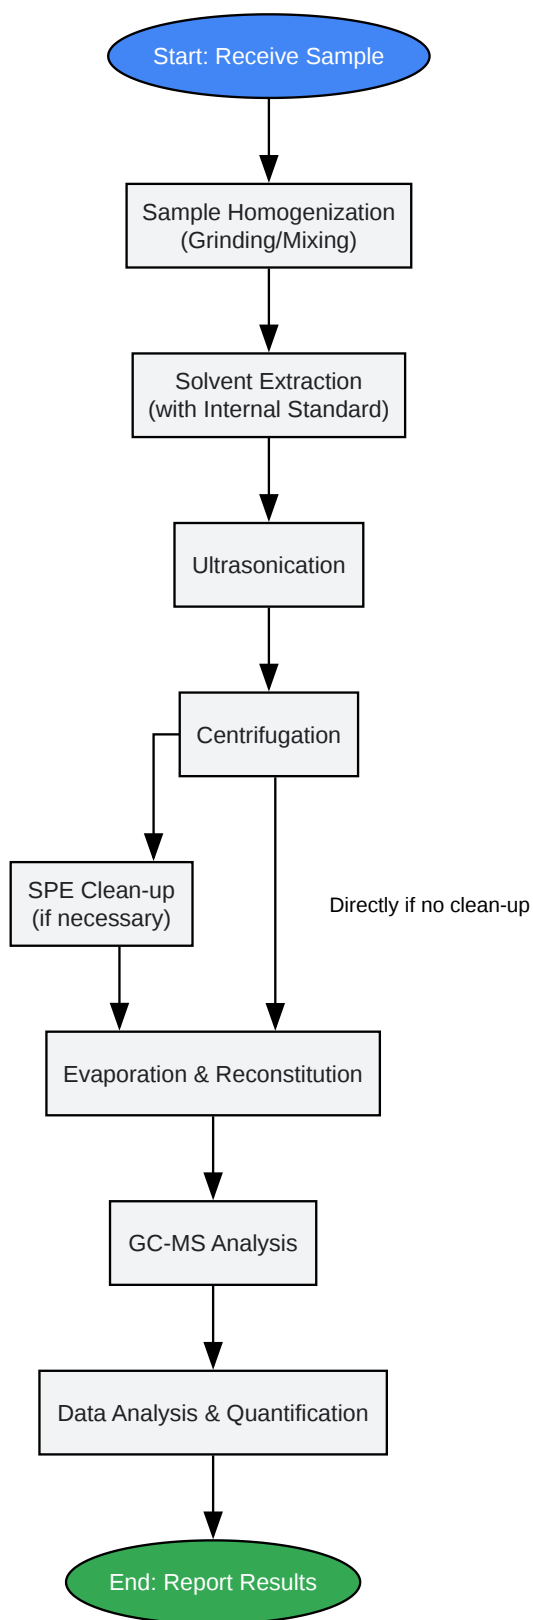 Start: Receive Sample
Sample Homogenization
(Grinding/Mixing)
Solvent Extraction
(with Internal Standard)
Ultrasonication
Centrifugation
SPE Clean-up
(if necessary)
Directly if no clean-up
Evaporation & Reconstitution
GC-MS Analysis
Data Analysis & Quantification
End: Report Results